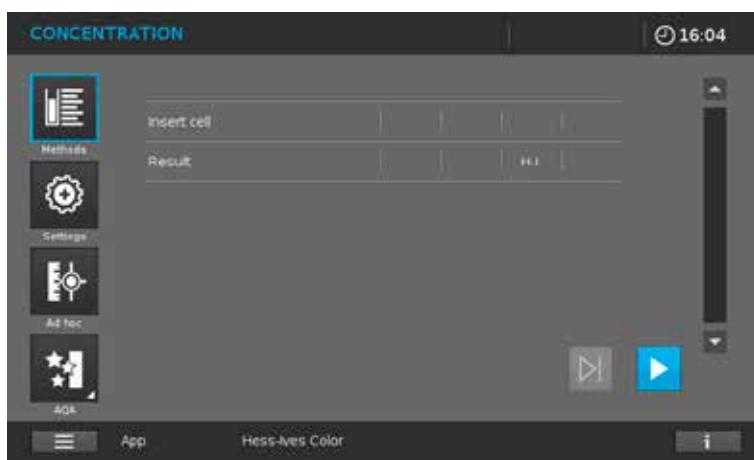 CONCENTRATION 16:04
Methods
Insert cell
Result H.I
Settings
Ad hoc
AQA
App Hess-Ives Color i